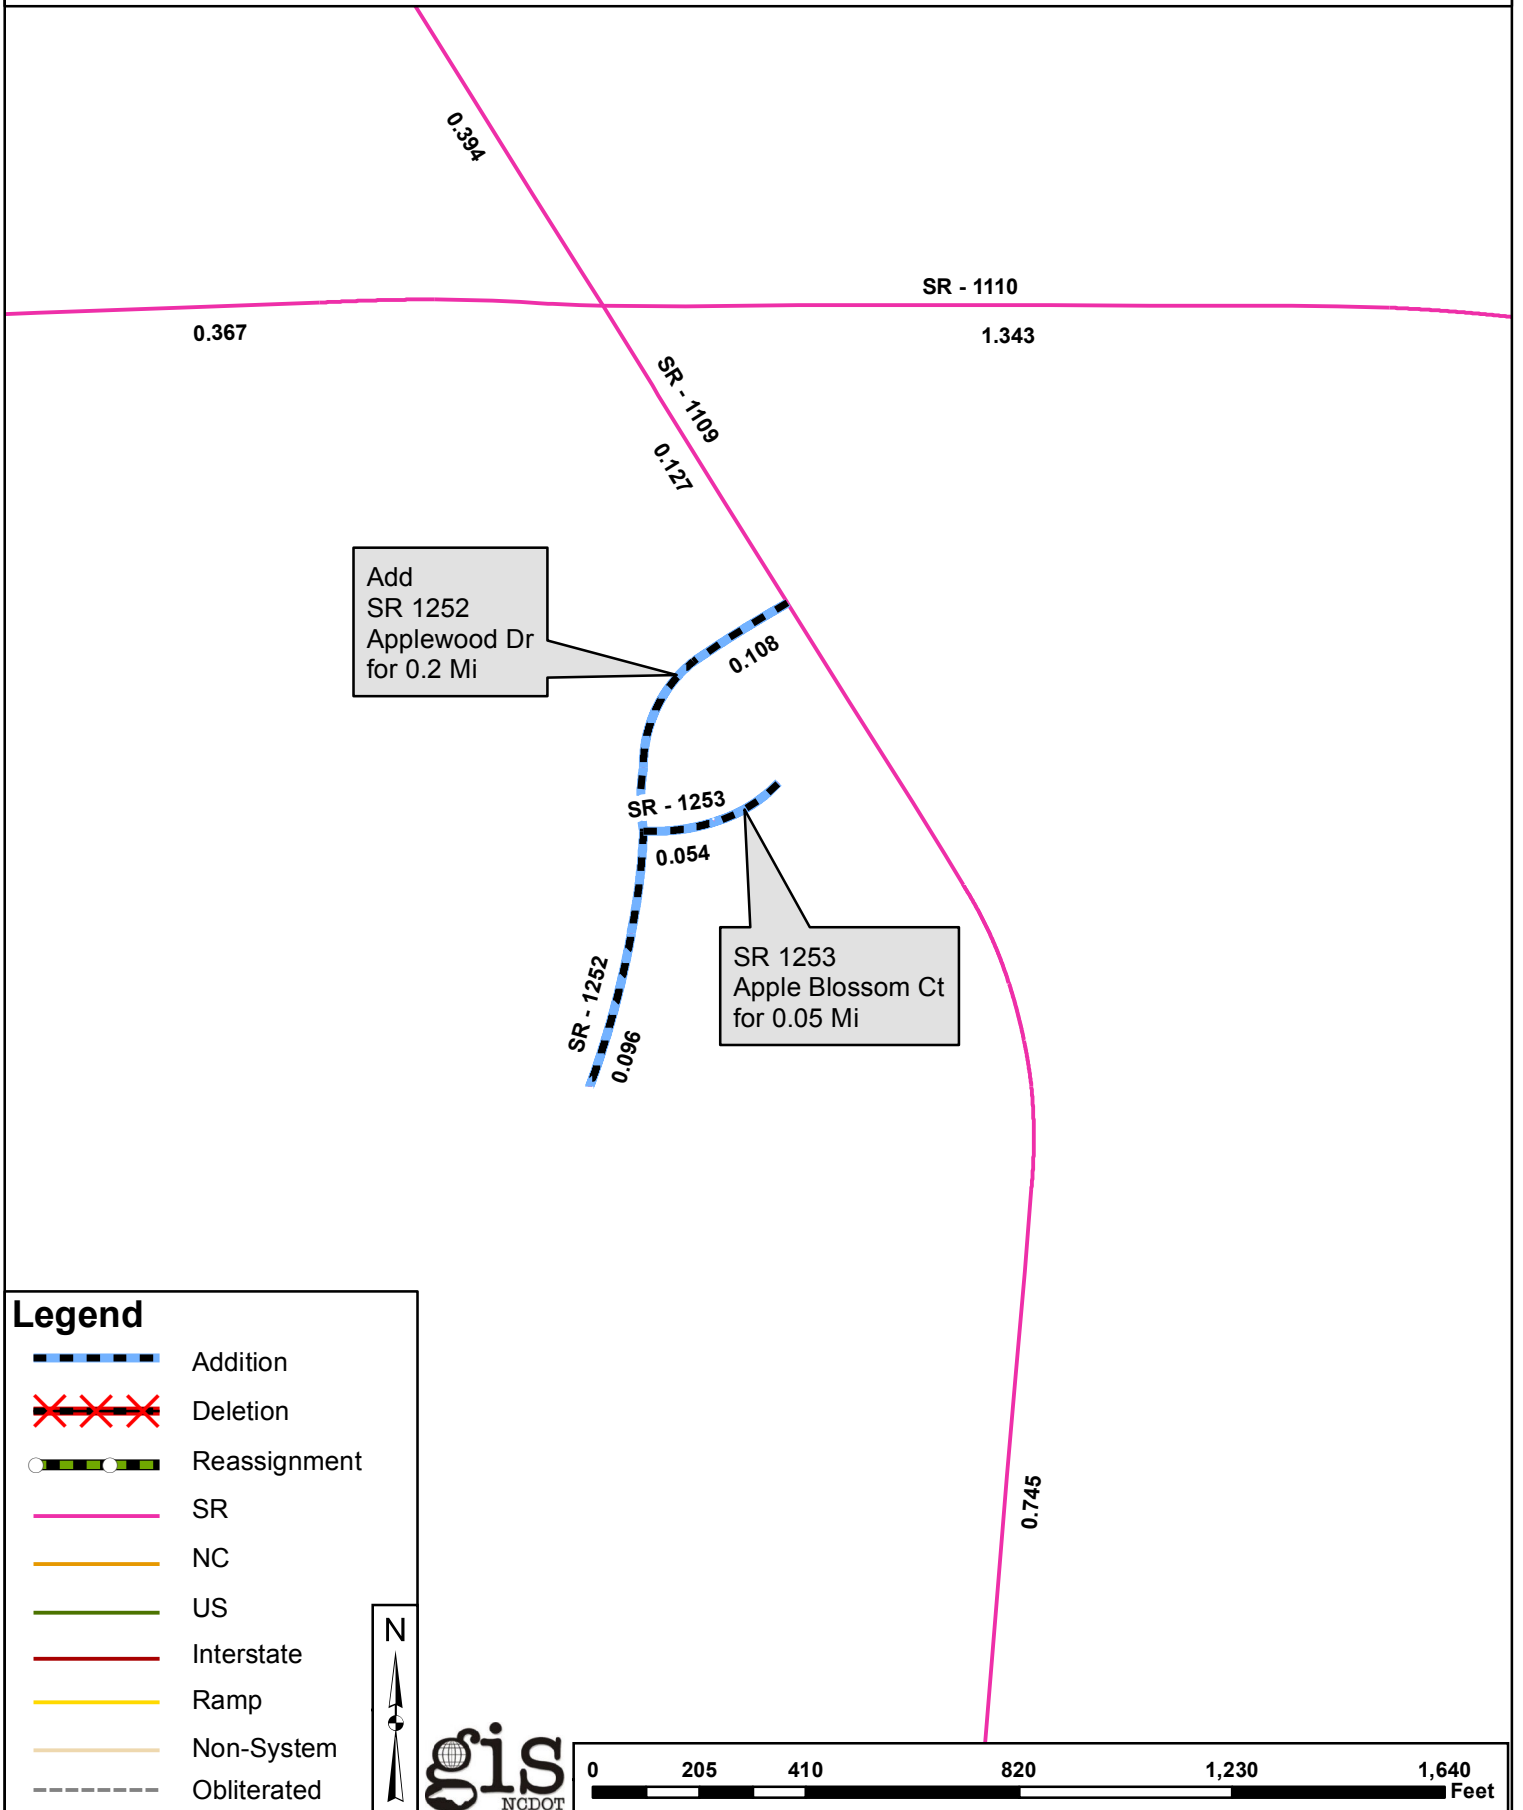 0.394
SR - 1110
0.367
1.343
SR - 1109
0.127
Add
SR 1252
Applewood Dr
for 0.2 Mi
0.108
SR - 1253
0.054
SR 1253
Apple Blossom Ct
for 0.05 Mi
SR - 1252
0.096
0.745
Legend
Addition
Deletion
Reassignment
SR
NC
US
Interstate
Ramp
Non-System
Obliterated
N
gis
NCDOT
0 205 410 820 1,230 1,640
Feet